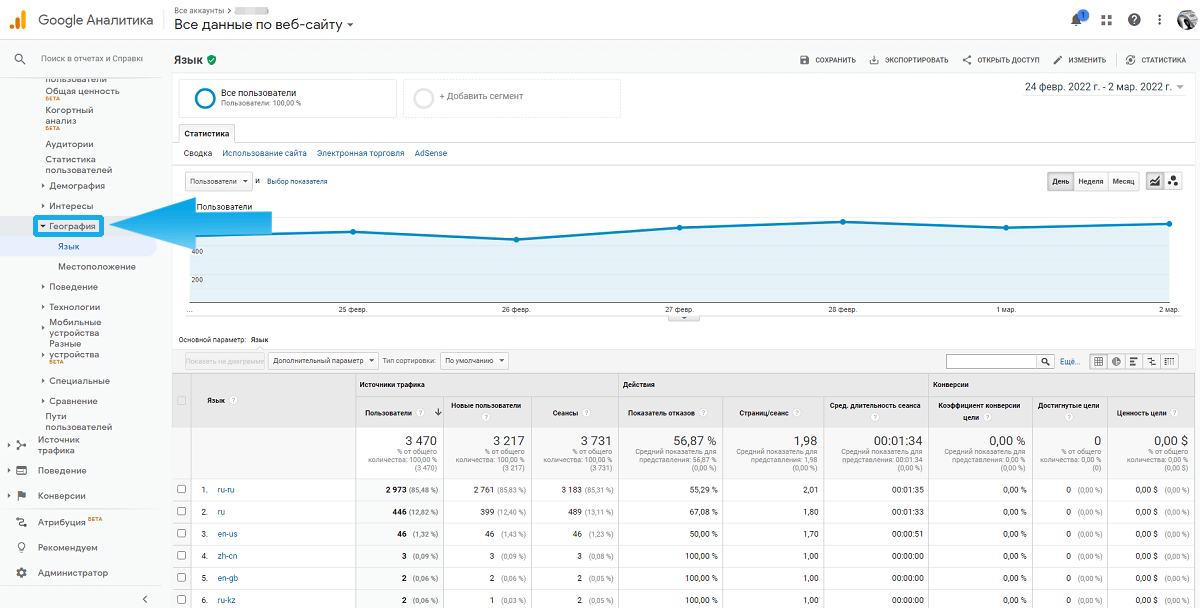 Google Аналитика
Все аккаунты >
Все данные по веб-сайту
1
Поиск в отчетах и Справке
Язык
СОХРАНИТЬ
ЭКСПОРТИРОВАТЬ
ОТКРЫТЬ ДОСТУП
ИЗМЕНИТЬ
СТАТИСТИКА
пользователи
Общая ценность
БЕТА
Когортный
анализ
БЕТА
Аудитории
Статистика
пользователей
Демография
Интересы
География
Язык
Местоположение
Поведение
Технологии
Мобильные
устройства
Разные
устройства
БЕТА
Специальные
Сравнение
Пути
пользователей
Источник
трафика
Поведение
Конверсии
Атрибуция БЕТА
Рекомендуем
Администратор
Все пользователи
Пользователи: 100,00 %
+ Добавить сегмент
24 февр. 2022 г. - 2 мар. 2022 г.
Статистика
Сводка Использование сайта Электронная торговля AdSense
Пользователи и Выбор показателя
День Неделя Месяц
Пользователи
400
200
... 25 февр. 26 февр. 27 февр. 28 февр. 1 мар. 2 мар.
Основной параметр: Язык
Показать на диаграмме Дополнительный параметр Тип сортировки: По умолчанию Ещё...
Язык ?
Источники трафика Действия Конверсии
Пользователи ? Новые пользователи ? Сеансы ? Показатель отказов ? Страниц/сеанс ? Сред. длительность сеанса ? Коэффициент конверсии цели ? Достигнутые цели ? Ценность цели ?
3 470 3 217 3 731 56,87 % 1,98 00:01:34 0,00 % 0 0,00 $
% от общего % от общего % от общего Средний показатель для Средний показатель для Средний показатель для Средний показатель для % от общего % от общего
количества: 100,00 % количества: 100,00 % количества: 100,00 % представления: 56,87 % представления: 1,98 представления: 00:01:34 представления: 0,00 % количества: 0,00 % количества: 0,00 %
(3 470) (3 217) (3 731) (0,00 %) (0,00 %) (0,00 %) (0,00 %) (0) (0,00 $)
1. ru-ru 2 973 (85,48 %) 2 761 (85,83 %) 3 183 (85,31 %) 55,29 % 2,01 00:01:35 0,00 % 0 (0,00 %) 0,00 $ (0,00 %)
2. ru 446 (12,82 %) 399 (12,40 %) 489 (13,11 %) 67,08 % 1,80 00:01:33 0,00 % 0 (0,00 %) 0,00 $ (0,00 %)
3. en-us 46 (1,32 %) 46 (1,43 %) 46 (1,23 %) 50,00 % 1,70 00:00:51 0,00 % 0 (0,00 %) 0,00 $ (0,00 %)
4. zh-cn 3 (0,09 %) 3 (0,09 %) 3 (0,08 %) 100,00 % 1,00 00:00:00 0,00 % 0 (0,00 %) 0,00 $ (0,00 %)
5. en-gb 2 (0,06 %) 2 (0,06 %) 2 (0,05 %) 100,00 % 1,00 00:00:00 0,00 % 0 (0,00 %) 0,00 $ (0,00 %)
6. ru-kz 2 (0,06 %) 1 (0,03 %) 2 (0,05 %) 100,00 % 1,00 00:00:00 0,00 % 0 (0,00 %) 0,00 $ (0,00 %)